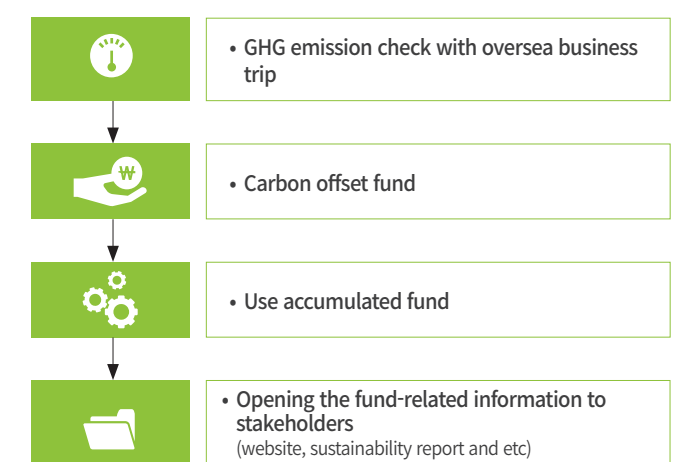 • GHG emission check with oversea business
trip
₩
• Carbon offset fund
• Use accumulated fund
• Opening the fund-related information to
stakeholders
(website, sustainability report and etc)